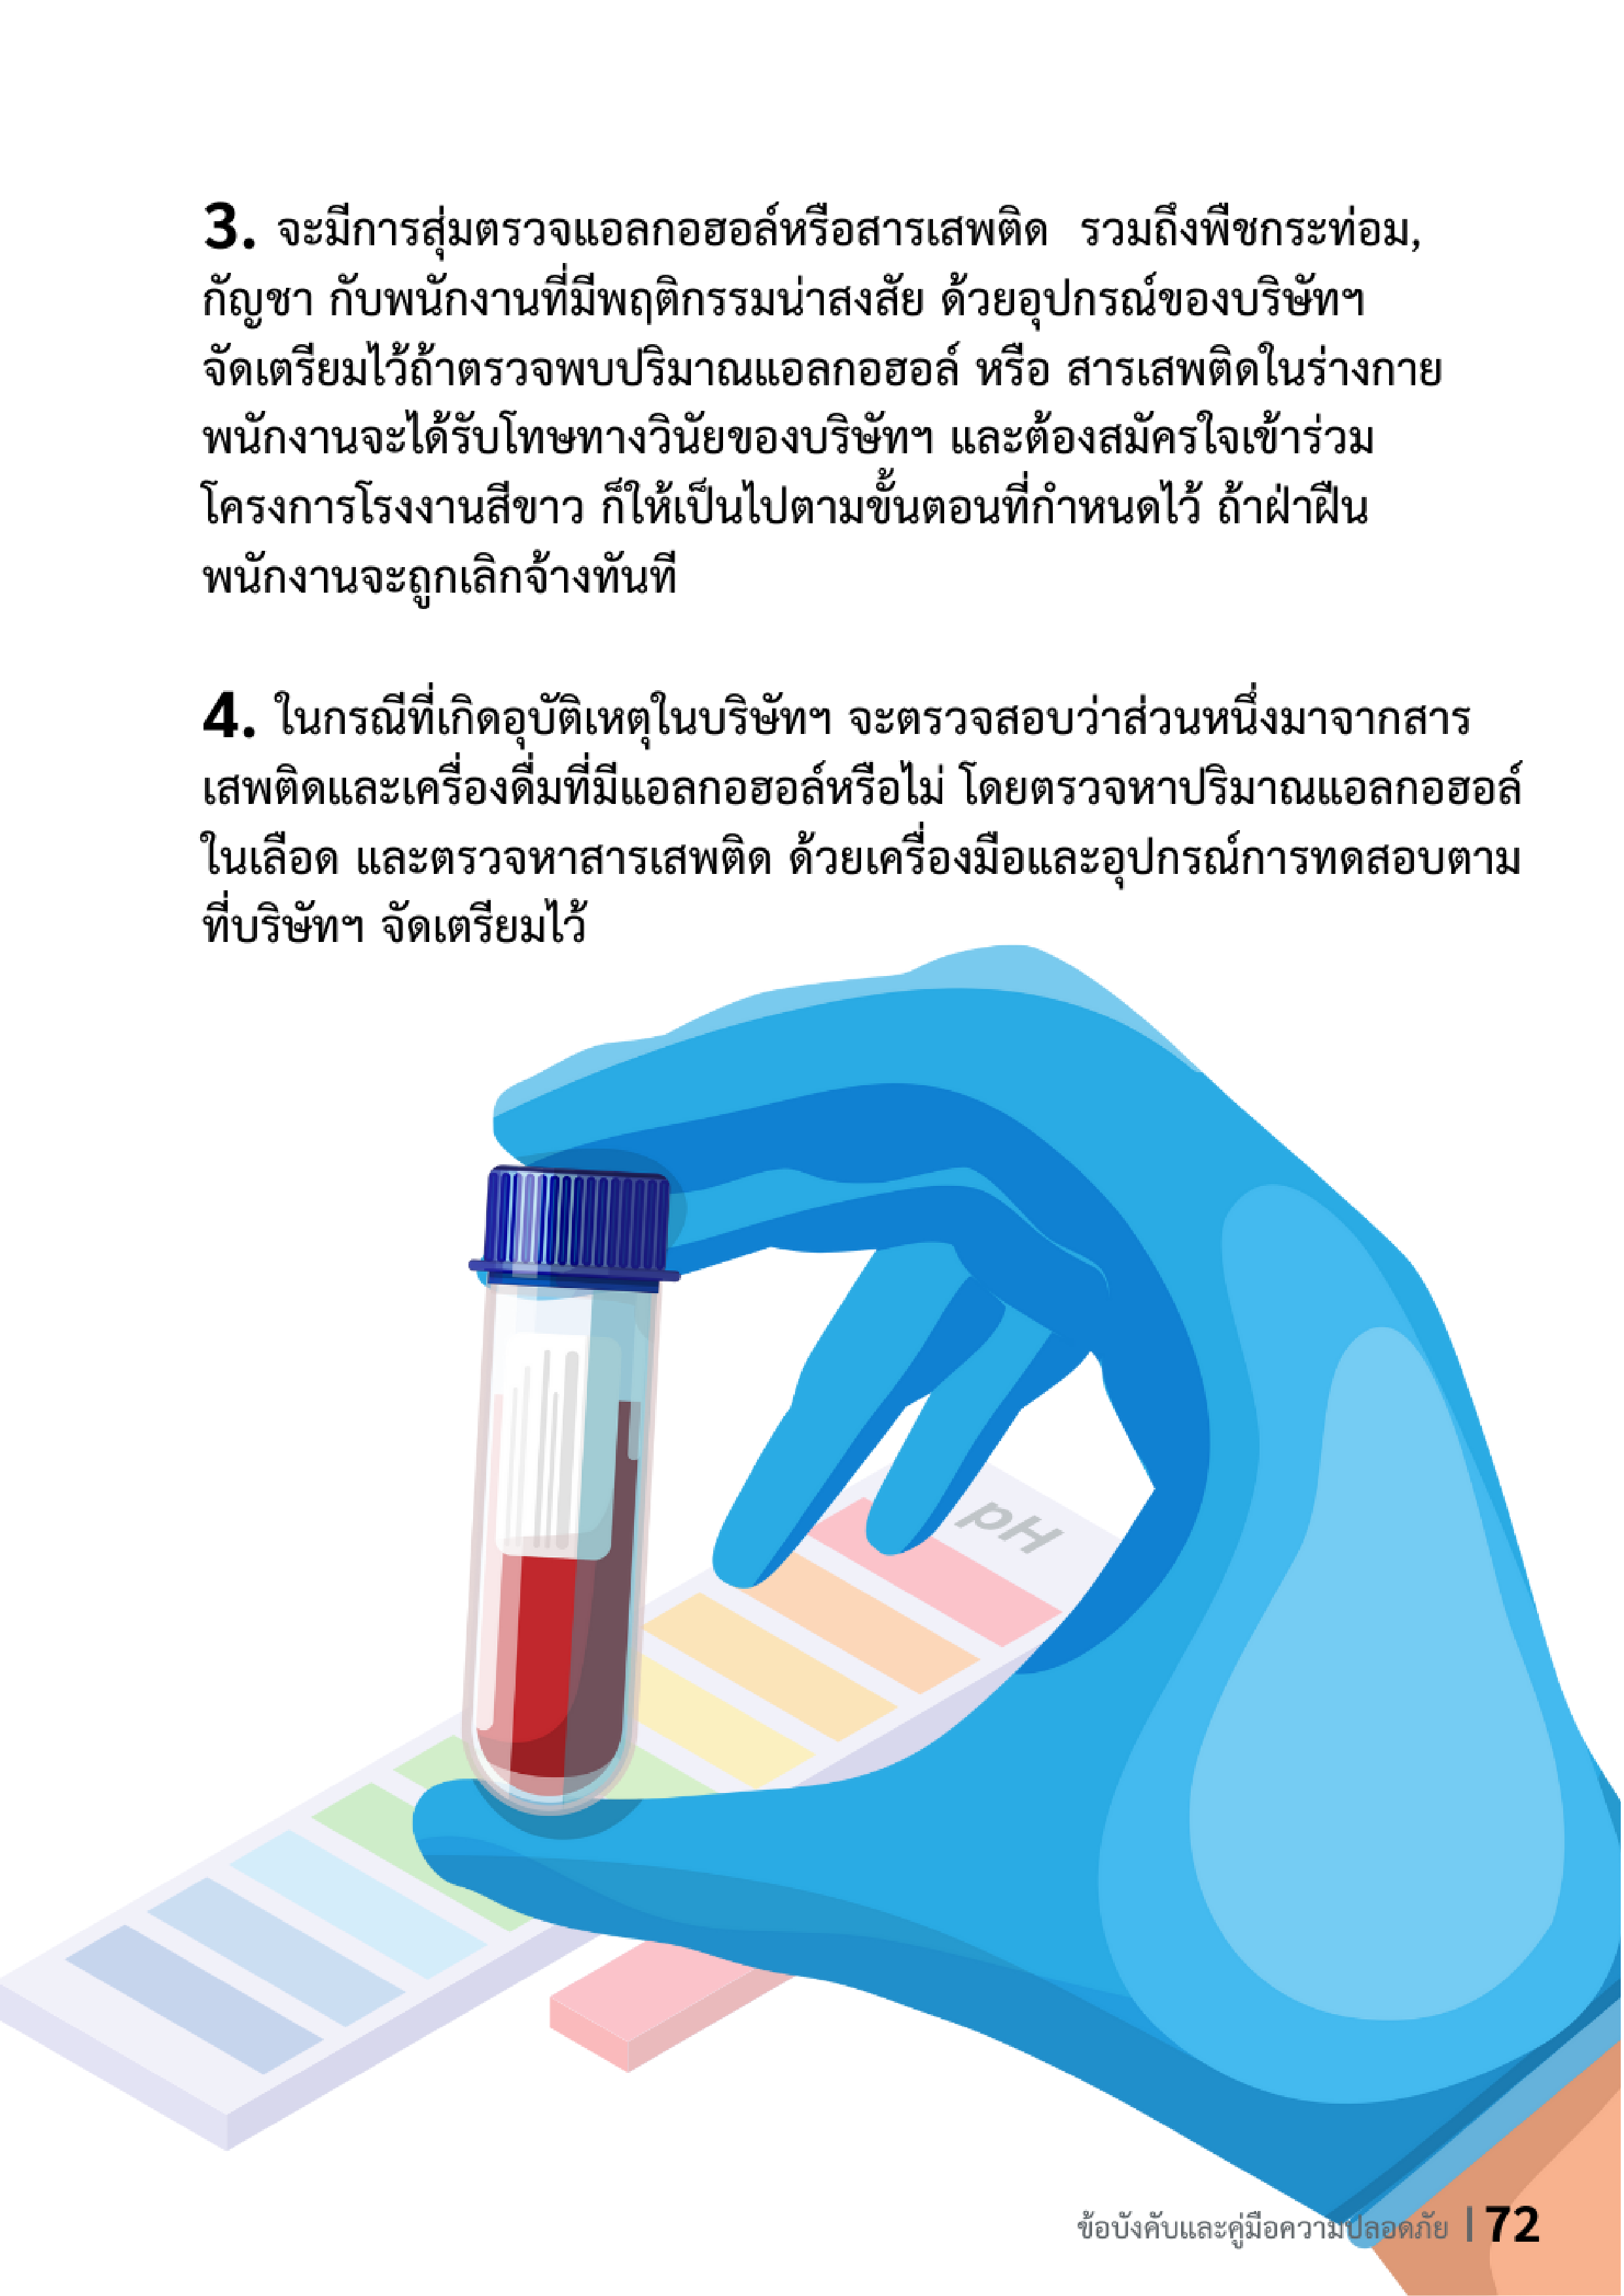 3. จะมีการสุ่มตรวจแอลกอฮอล์หรือสารเสพติด รวมถึงพืชกระท่อม,
กัญชา กับพนักงานที่มีพฤติกรรมน่าสงสัย ด้วยอุปกรณ์ของบริษัทฯ
จัดเตรียมไว้ถ้าตรวจพบปริมาณแอลกอฮอล์ หรือ สารเสพติดในร่างกาย
พนักงานจะได้รับโทษทางวินัยของบริษัทฯ และต้องสมัครใจเข้าร่วม
โครงการโรงงานสีขาว ก็ให้เป็นไปตามขั้นตอนที่กำหนดไว้ ถ้าฝ่าฝืน
พนักงานจะถูกเลิกจ้างทันที
4. ในกรณีที่เกิดอุบัติเหตุในบริษัทฯ จะตรวจสอบว่าส่วนหนึ่งมาจากสาร
เสพติดและเครื่องดื่มที่มีแอลกอฮอล์หรือไม่ โดยตรวจหาปริมาณแอลกอฮอล์
ในเลือด และตรวจหาสารเสพติด ด้วยเครื่องมือและอุปกรณ์การทดสอบตาม
ที่บริษัทฯ จัดเตรียมไว้
pH
ข้อบังคับและคู่มือความปลอดภัย | 72